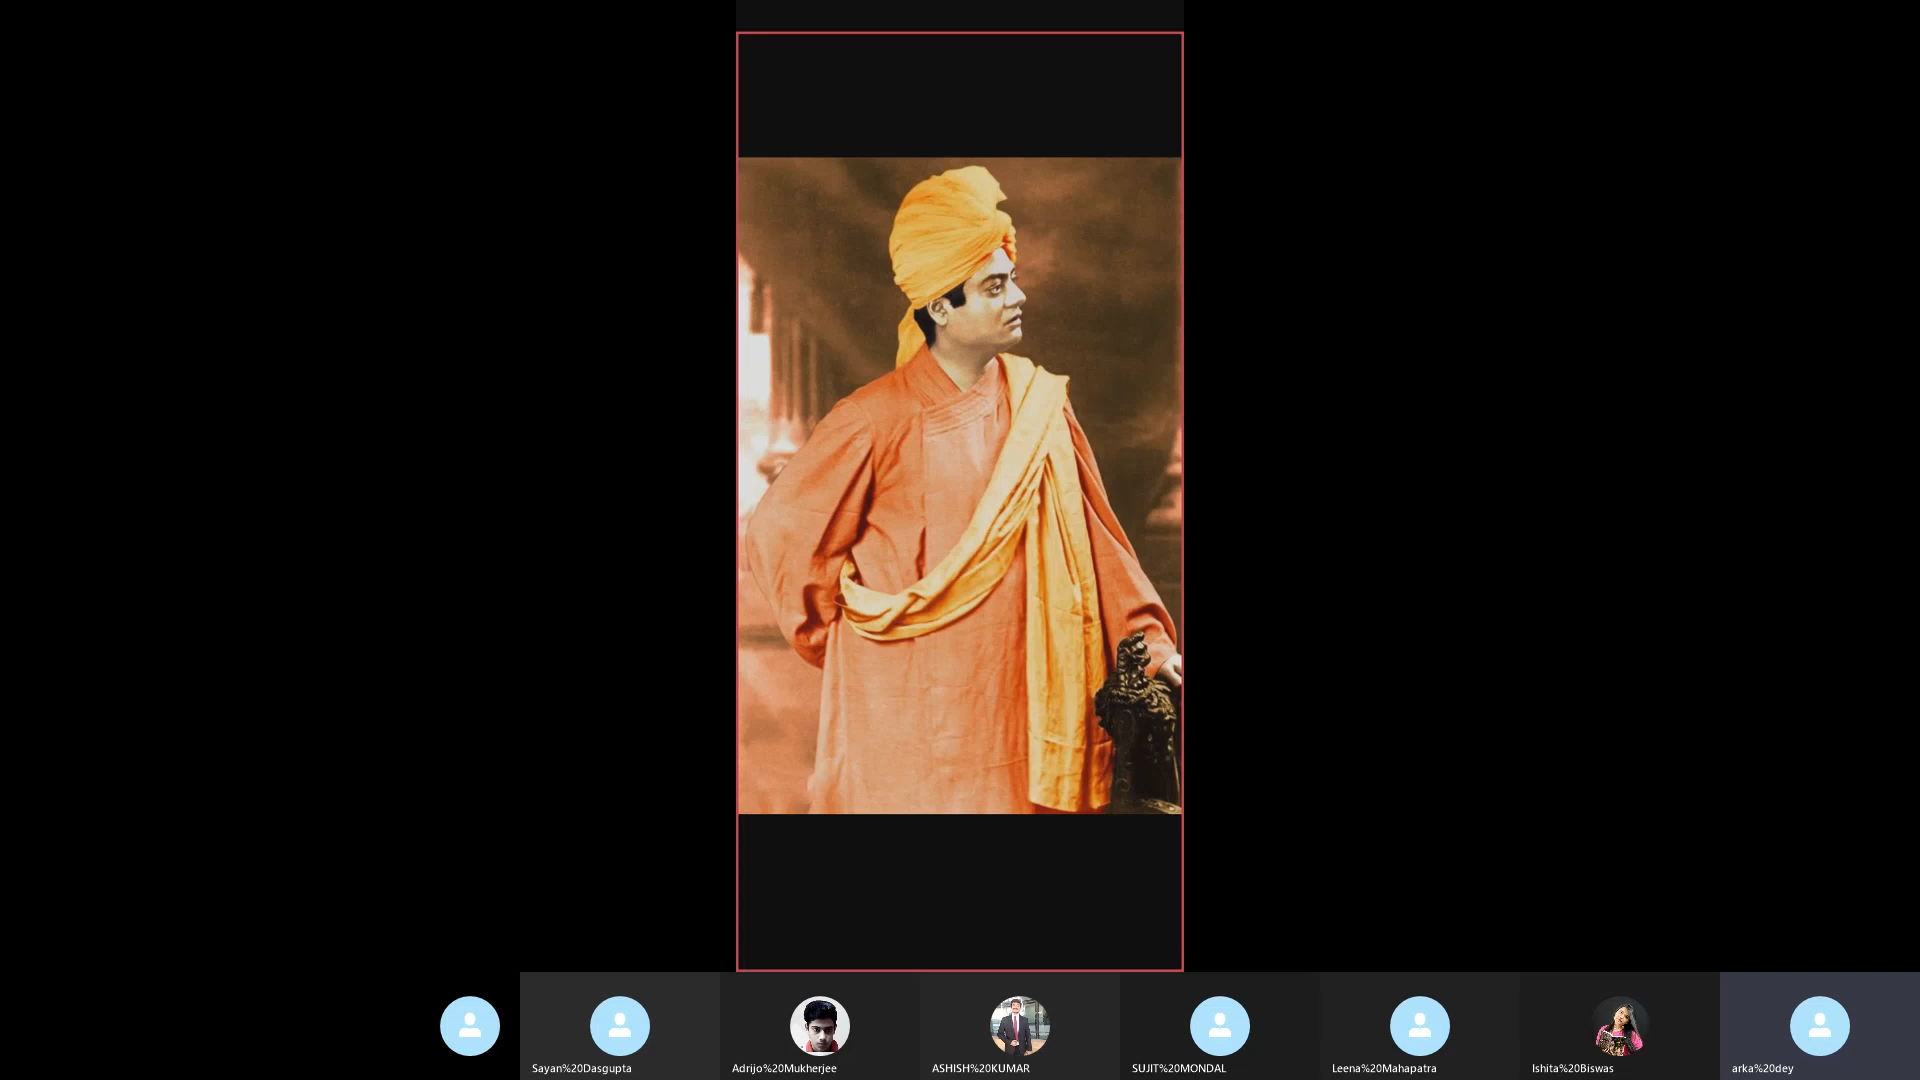 Sayan%20Dasgupta
Adrijo%20Mukherjee
ASHISH%20KUMAR
SUJIT%20MONDAL
Leena%20Mahapatra
Ishita%20Biswas
arka%20dey